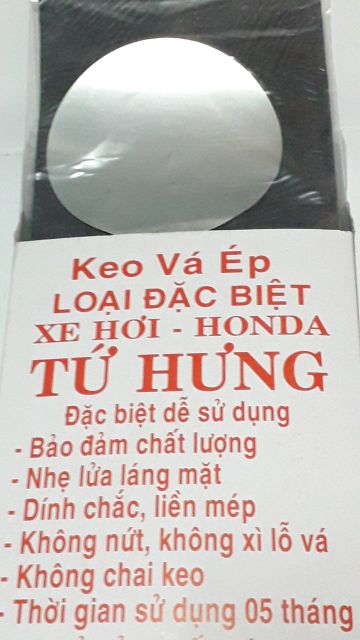 Keo Vá Ép
LOẠI ĐẶC BIỆT
XE HƠI - HONDA
TỨ HƯNG
Đặc biệt dễ sử dụng
- Bảo đảm chất lượng
- Nhẹ lửa láng mặt
- Dính chắc, liền mép
- Không nứt, không xì lỗ vá
- Không chai keo
- Thời gian sử dụng 05 tháng